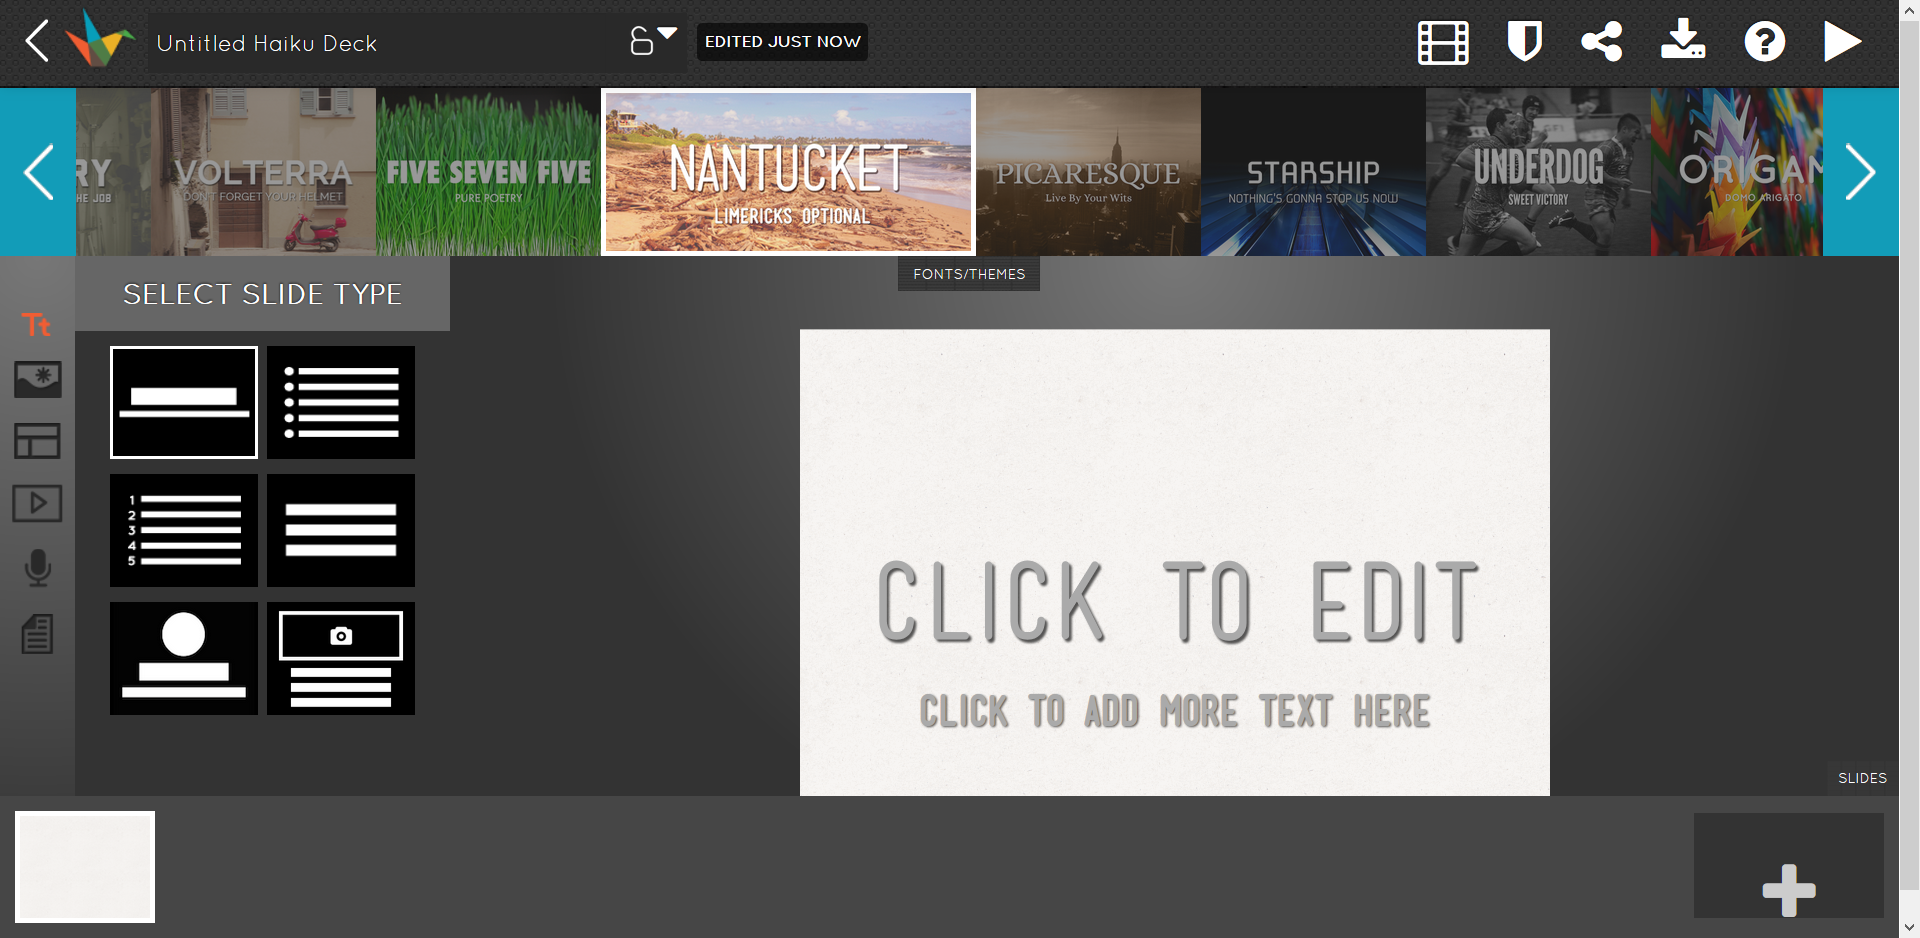 Untitled Haiku Deck
EDITED JUST NOW
RY
HE JOB
VOLTERRA
DON'T FORGET YOUR HELMET
FIVE SEVEN FIVE
PURE POETRY
NANTUCKET
LIMERICKS OPTIONAL
PICARESQUE
Live By Your Wits
STARSHIP
NOTHING'S GONNA STOP US NOW
UNDERDOG
SWEET VICTORY
ORIGAM
DOMO ARIGATO
FONTS/THEMES
SELECT SLIDE TYPE
Tt
1
2
3
4
5
CLICK TO EDIT
CLICK TO ADD MORE TEXT HERE
SLIDES